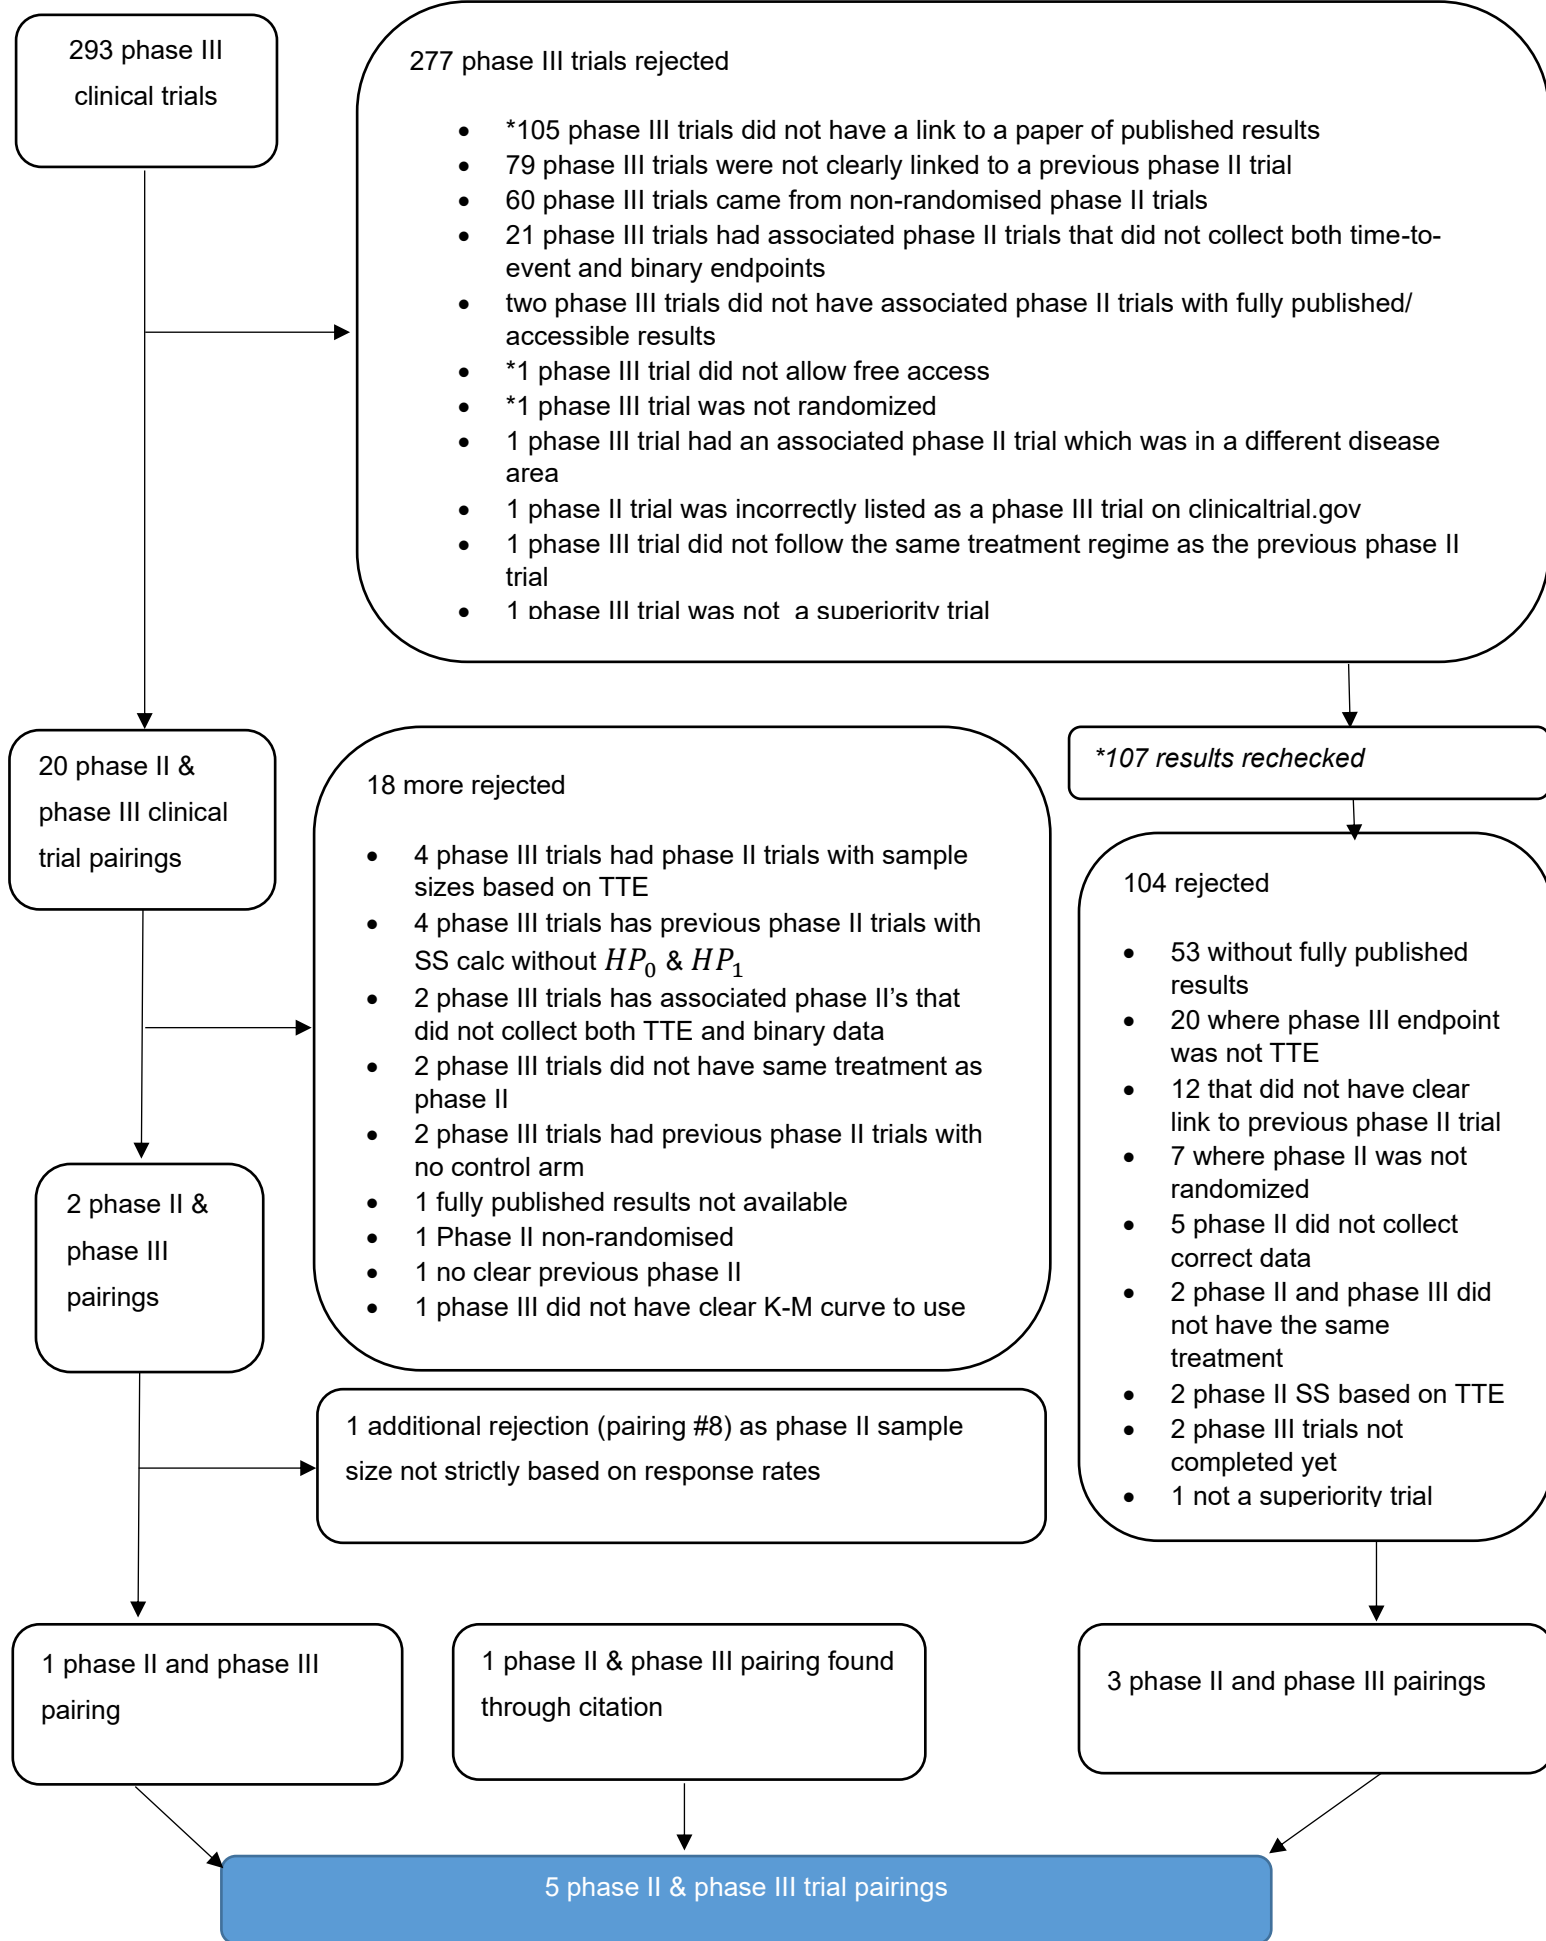 293 phase III
clinical trials
277 phase III trials rejected
• *105 phase III trials did not have a link to a paper of published results
• 79 phase III trials were not clearly linked to a previous phase II trial
• 60 phase III trials came from non-randomised phase II trials
• 21 phase III trials had associated phase II trials that did not collect both time-to-
event and binary endpoints
• two phase III trials did not have associated phase II trials with fully published/
accessible results
• *1 phase III trial did not allow free access
• *1 phase III trial was not randomized
• 1 phase III trial had an associated phase II trial which was in a different disease
area
• 1 phase II trial was incorrectly listed as a phase III trial on clinicaltrial.gov
• 1 phase III trial did not follow the same treatment regime as the previous phase II
trial
• 1 phase III trial was not  a superiority trial
20 phase II &
phase III clinical
trial pairings
18 more rejected
• 4 phase III trials had phase II trials with sample
sizes based on TTE
• 4 phase III trials has previous phase II trials with
SS calc without HP₀ & HP₁
• 2 phase III trials has associated phase II’s that
did not collect both TTE and binary data
• 2 phase III trials did not have same treatment as
phase II
• 2 phase III trials had previous phase II trials with
no control arm
• 1 fully published results not available
• 1 Phase II non-randomised
• 1 no clear previous phase II
• 1 phase III did not have clear K-M curve to use
*107 results rechecked
104 rejected
• 53 without fully published
results
• 20 where phase III endpoint
was not TTE
• 12 that did not have clear
link to previous phase II trial
• 7 where phase II was not
randomized
• 5 phase II did not collect
correct data
• 2 phase II and phase III did
not have the same
treatment
• 2 phase II SS based on TTE
• 2 phase III trials not
completed yet
• 1 not a superiority trial
2 phase II &
phase III
pairings
1 additional rejection (pairing #8) as phase II sample
size not strictly based on response rates
1 phase II and phase III
pairing
1 phase II & phase III pairing found
through citation
3 phase II and phase III pairings
5 phase II & phase III trial pairings